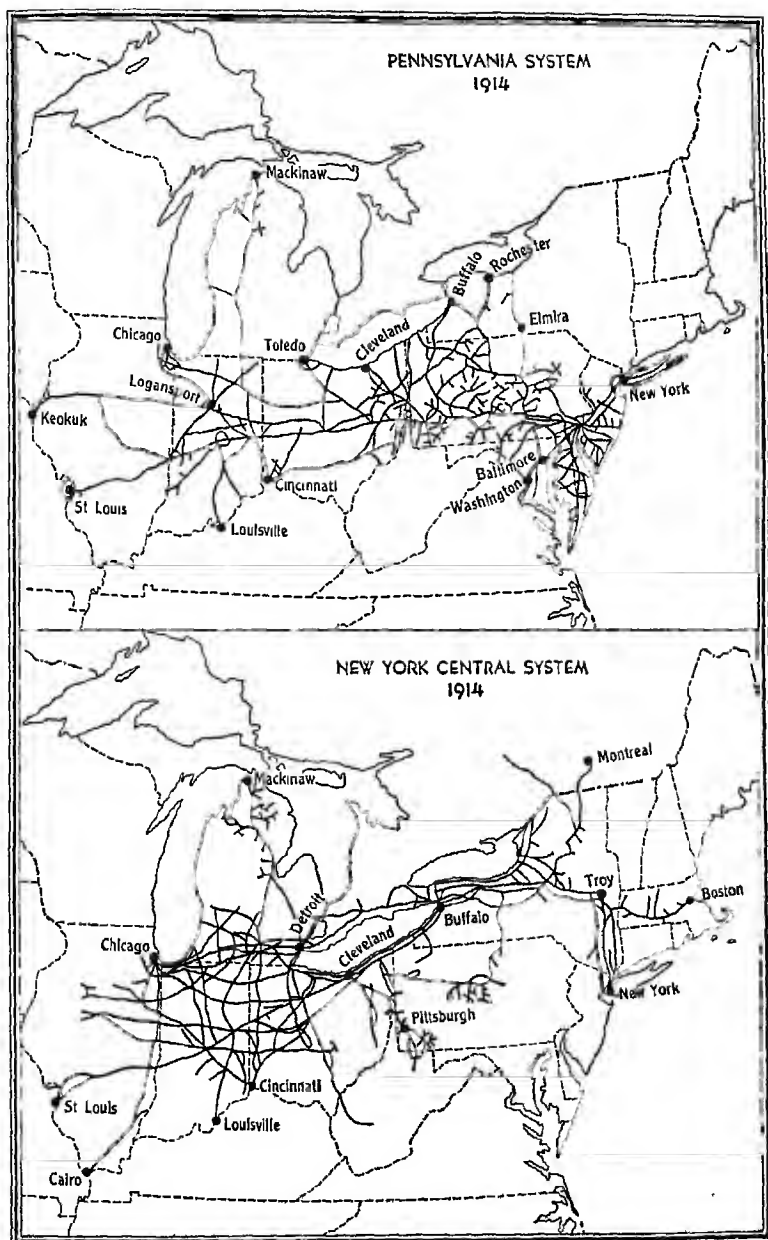 PENNSYLVANIA SYSTEM
1914
Mackinaw
Buffalo
Rochester
Elmira
Chicago
Toledo
Cleveland
Logansport
New York
Keokuk
Baltimore
Washington
Cincinnati
St Louis
Louisville
NEW YORK CENTRAL SYSTEM
1914
Montreal
Mackinaw
Troy
Boston
Detroit
Buffalo
Chicago
Cleveland
New York
Pittsburgh
Cincinnati
St Louis
Louisville
Cairo